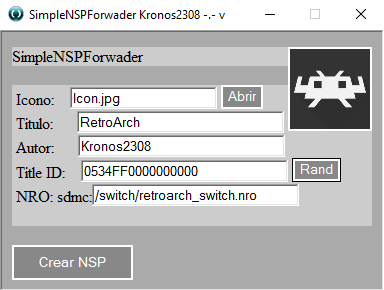 SimpleNSPForwader Kronos2308 -.- v
SimpleNSPForwader
Icono: Icon.jpg Abrir
Titulo: RetroArch
Autor: Kronos2308
Title ID: 0534FF0000000000 Rand
NRO: sdmc: /switch/retroarch_switch.nro
Crear NSP